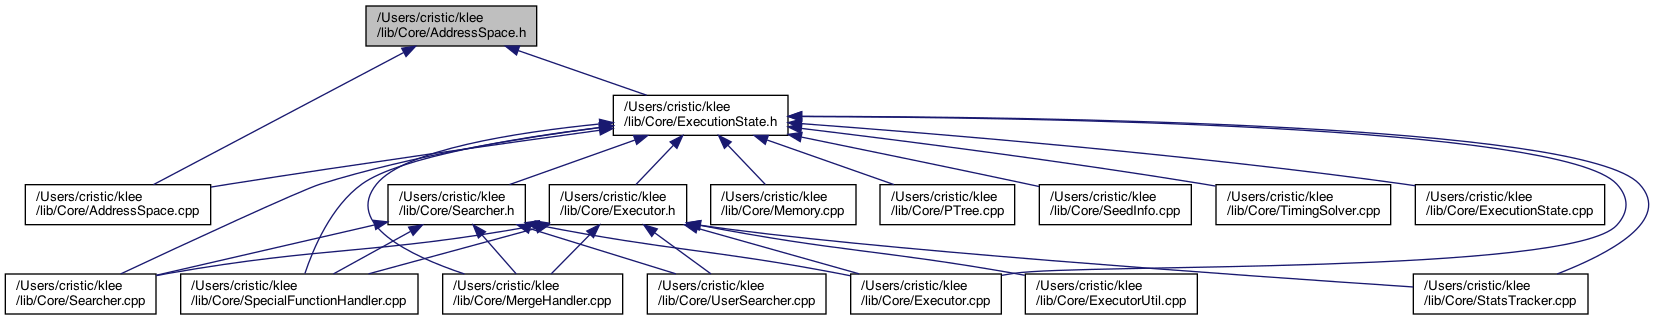 /Users/cristic/klee
/lib/Core/AddressSpace.h
/Users/cristic/klee
/lib/Core/ExecutionState.h
/Users/cristic/klee
/lib/Core/AddressSpace.cpp
/Users/cristic/klee
/lib/Core/Searcher.h
/Users/cristic/klee
/lib/Core/Executor.h
/Users/cristic/klee
/lib/Core/Memory.cpp
/Users/cristic/klee
/lib/Core/PTree.cpp
/Users/cristic/klee
/lib/Core/SeedInfo.cpp
/Users/cristic/klee
/lib/Core/TimingSolver.cpp
/Users/cristic/klee
/lib/Core/ExecutionState.cpp
/Users/cristic/klee
/lib/Core/Searcher.cpp
/Users/cristic/klee
/lib/Core/SpecialFunctionHandler.cpp
/Users/cristic/klee
/lib/Core/MergeHandler.cpp
/Users/cristic/klee
/lib/Core/UserSearcher.cpp
/Users/cristic/klee
/lib/Core/Executor.cpp
/Users/cristic/klee
/lib/Core/ExecutorUtil.cpp
/Users/cristic/klee
/lib/Core/StatsTracker.cpp